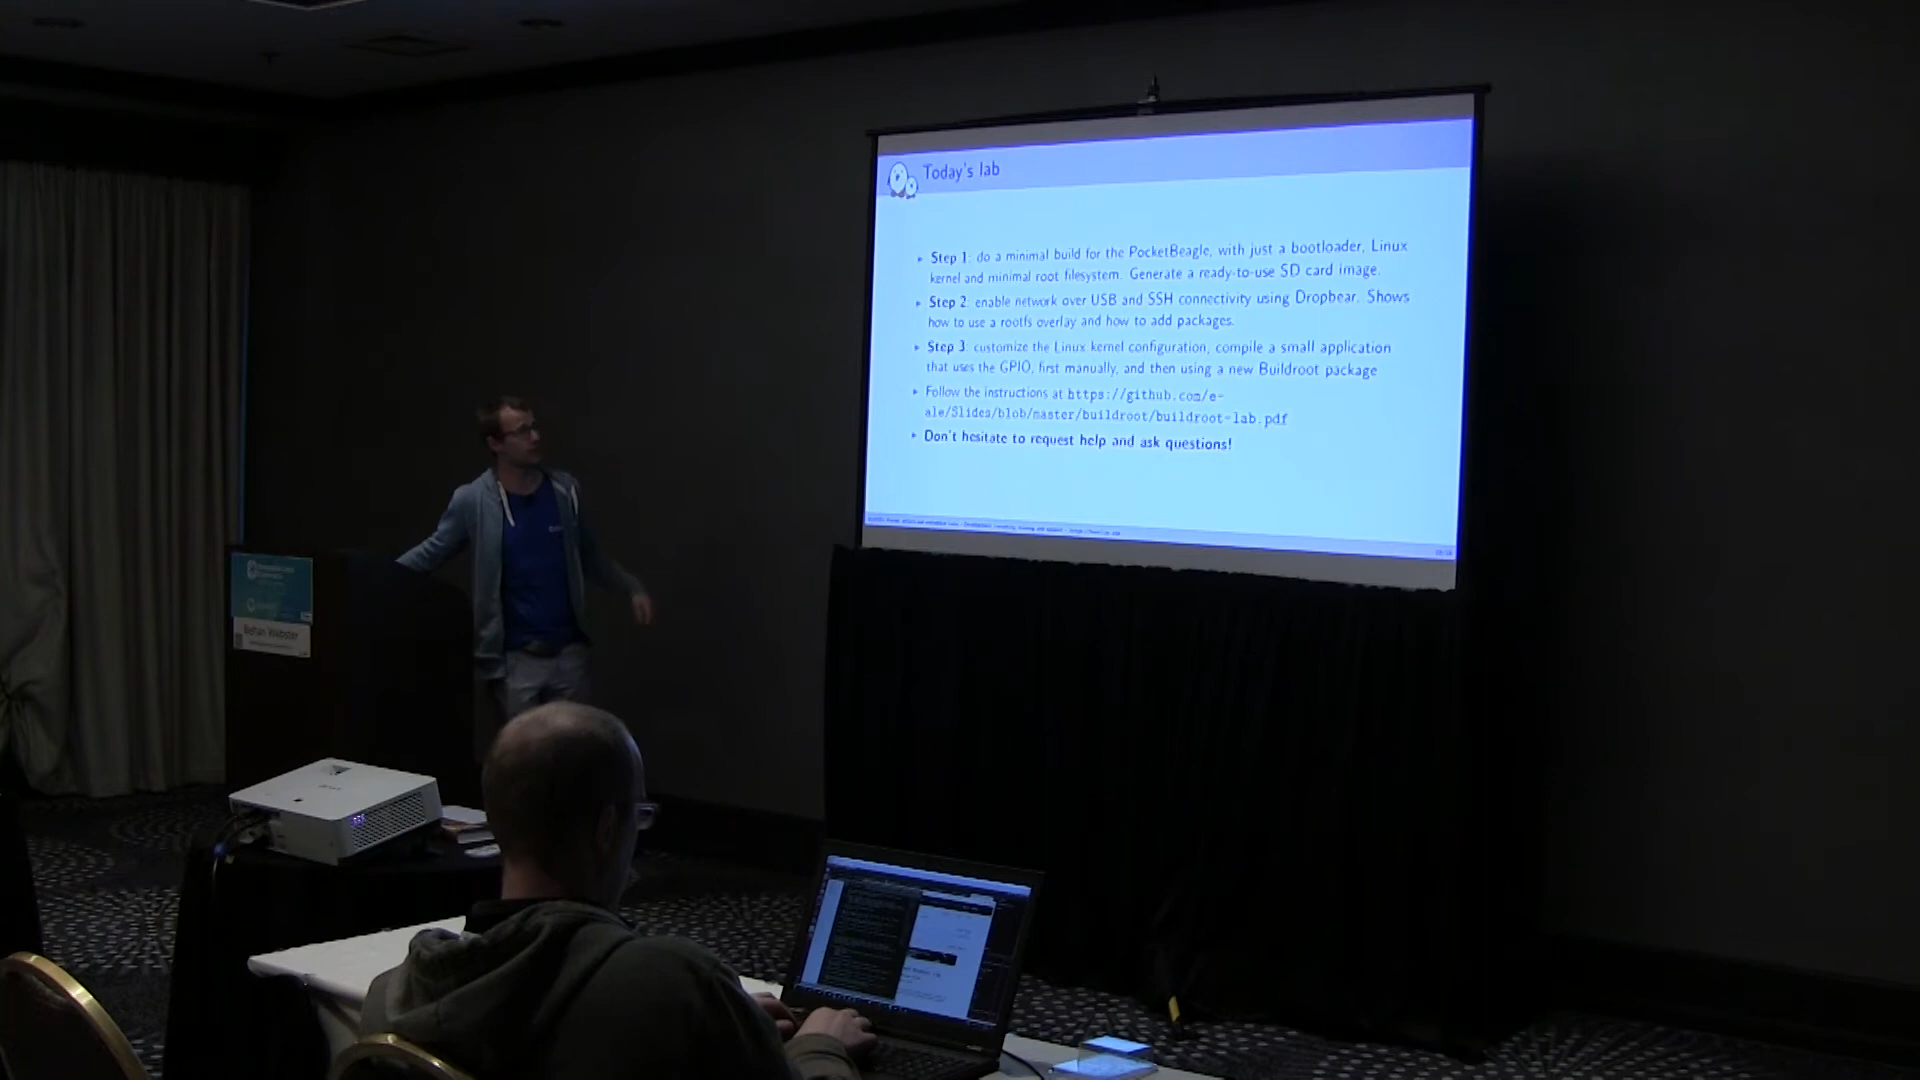 Today's lab
▸ Step 1: do a minimal build for the PocketBeagle, with just a bootloader, Linux
kernel and minimal root filesystem. Generate a ready-to-use SD card image.
▸ Step 2: enable network over USB and SSH connectivity using Dropbear. Shows
how to use a rootfs overlay and how to add packages.
▸ Step 3: customize the Linux kernel configuration, compile a small application
that uses the GPIO, first manually, and then using a new Buildroot package
▸ Follow the instructions at https://github.com/e-
ale/Slides/blob/master/buildroot/buildroot-lab.pdf
▸ Don't hesitate to request help and ask questions!
Behan Webster